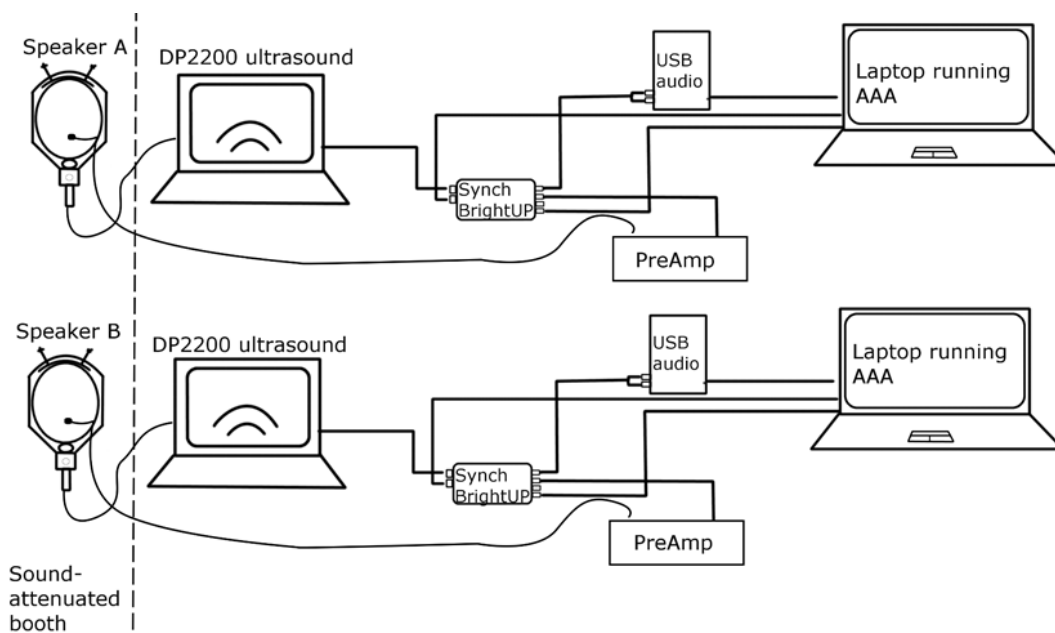 Speaker A
DP2200 ultrasound
USB
audio
Laptop running
AAA
Synch
BrightUP
PreAmp
Speaker B
DP2200 ultrasound
USB
audio
Laptop running
AAA
Synch
BrightUP
PreAmp
Sound-
attenuated
booth